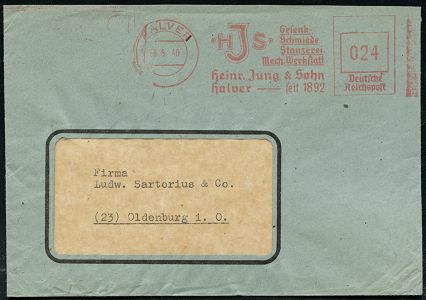 HALVER
HJS
Gesenk-
Schmiede
Stanzerei
Mech. Werkstatt
Heinr. Jung & Sohn
Halver — seit 1892
024
Deutsche
Reichspost
Firma
Ludw. Sartorius & Co.
(23) Oldenburg i. O.